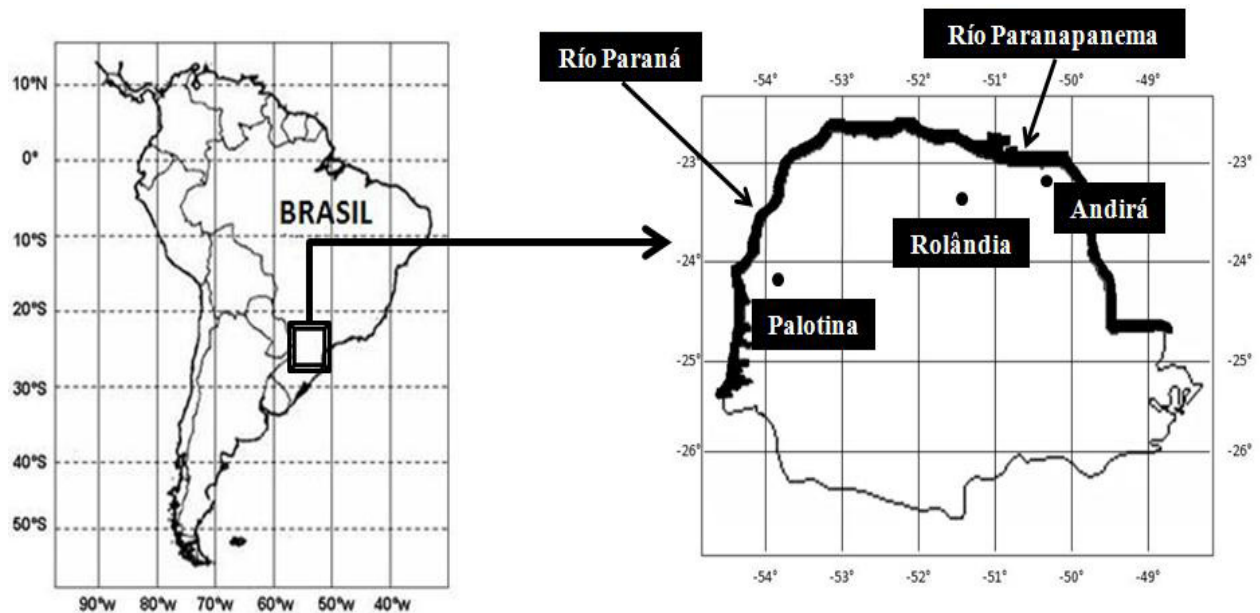 Río Paraná
Río Paranapanema
10°N
0°
10°S
20°S
30°S
40°S
50°S
90°w 80°w 70°w 60°w 50°w 40°w
BRASIL
-54° -53° -52° -51° -50° -49°
-23° -23°
-24° -24°
-25° -25°
-26° -26°
Andirá
Rolândia
Palotina
-54° -53° -52° -51° -50° -49°